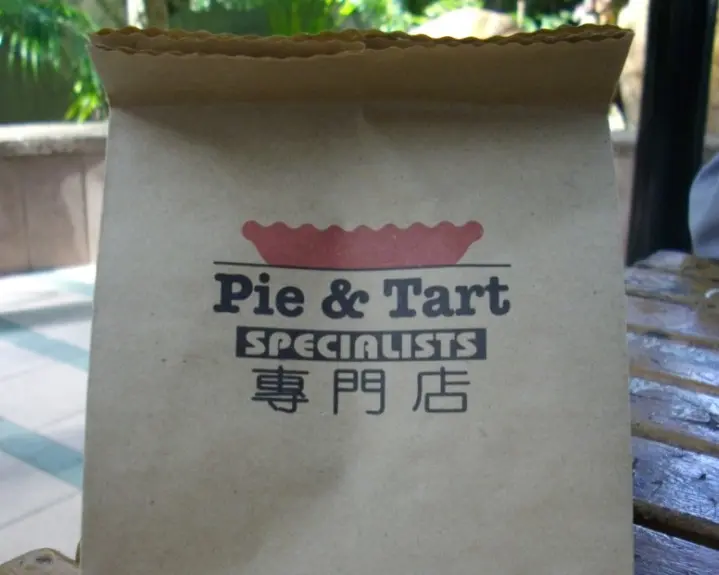 Pie & Tart
SPECIALISTS
專門店